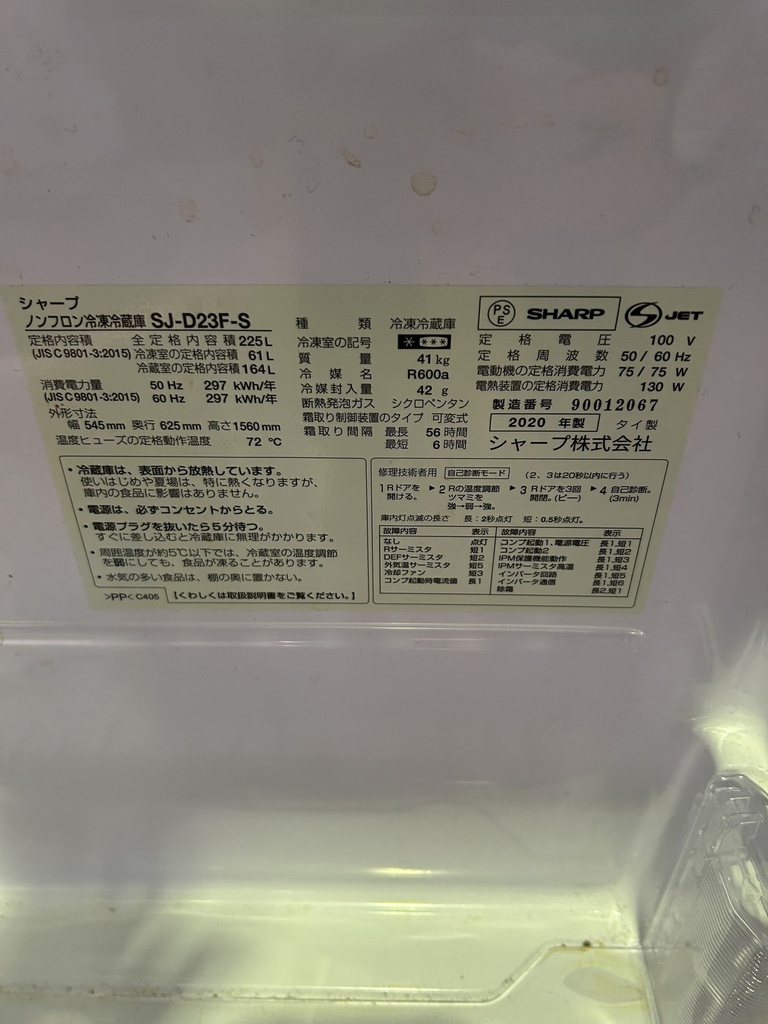 シャープ
ノンフロン冷凍冷蔵庫 SJ-D23F-S
定格内容積 全定格内容積 225L
(JIS C 9801-3:2015) 冷凍室の定格内容積 61L
冷蔵室の定格内容積 164L
消費電力量 50 Hz 297 kWh/年
(JIS C 9801-3:2015) 60 Hz 297 kWh/年
外形寸法
幅 545mm 奥行 625mm 高さ1560mm
温度ヒューズの定格動作温度 72 ℃
種類 冷凍冷蔵庫
冷凍室の記号 * ***
質量 41kg
冷媒名 R600a
冷媒封入量 42 g
断熱発泡ガス シクロペンタン
霜取り制御装置のタイプ 可変式
霜取り間隔 最長 56時間
最短 6時間
PSE SHARP S JET
定格電圧 100 V
定格周波数 50/60 Hz
電動機の定格消費電力 75/75 W
電熱装置の定格消費電力 130 W
製造番号 90012067
2020 年製 タイ製
シャープ株式会社
・冷蔵庫は、表面から放熱しています。
使いはじめや夏場は、特に熱くなりますが、
庫内の食品に影響はありません。
・電源は、必ずコンセントからとる。
・電源プラグを抜いたら5分待つ。
すぐに差し込むと冷蔵庫に無理がかかります。
・周囲温度が約5℃以下では、冷蔵室の温度調節
を弱にしても、食品が凍ることがあります。
・水気の多い食品は、棚の奥に置かない。
>PP< C405 【くわしくは取扱説明書をご覧ください。】
修理技術者用 自己診断モード (2、3は20秒以内に行う)
1 Rドアを開ける。 ▶ 2 Rの温度調節ツマミを強→弱→強。 ▶ 3 Rドアを3回開閉。(ピー) ▶ 4 自己診断。(3min)
庫内灯点滅の長さ 長:2秒点灯 短:0.5秒点灯。
故障内容 表示 故障内容 表示
なし 点灯 コンプ起動1、電源電圧 長1,短1
Rサーミスタ 短1 コンプ起動2 長1,短2
DEFサーミスタ 短2 IPM保護機能動作 長1,短3
外気温サーミスタ 短5 IPMサーミスタ高温 長1,短4
冷却ファン 短3 インバータ回路 長1,短5
コンプ起動時電流値 長1 インバータ通信 長1,短6
除霜 長2,短1